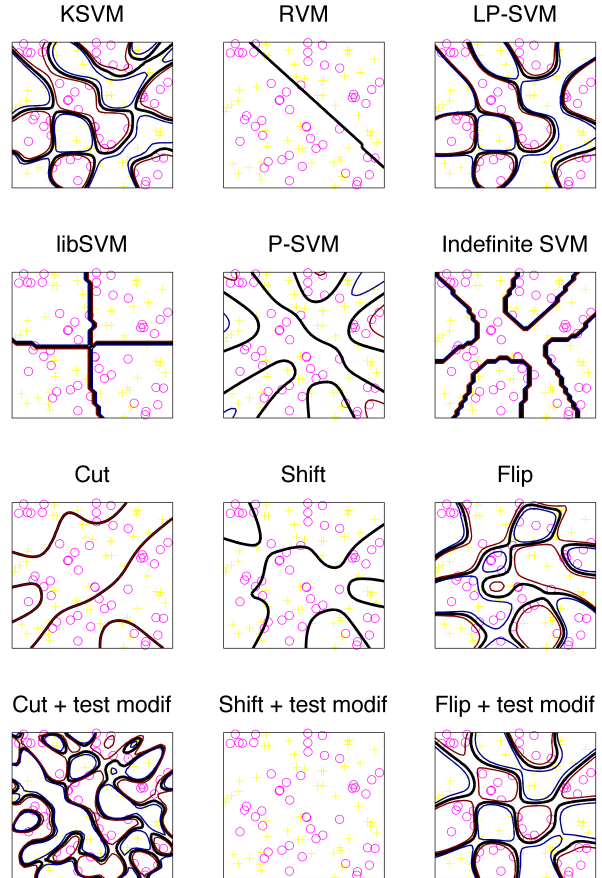 KSVM RVM LP-SVM
libSVM P-SVM Indefinite SVM
Cut Shift Flip
Cut + test modif Shift + test modif Flip + test modif